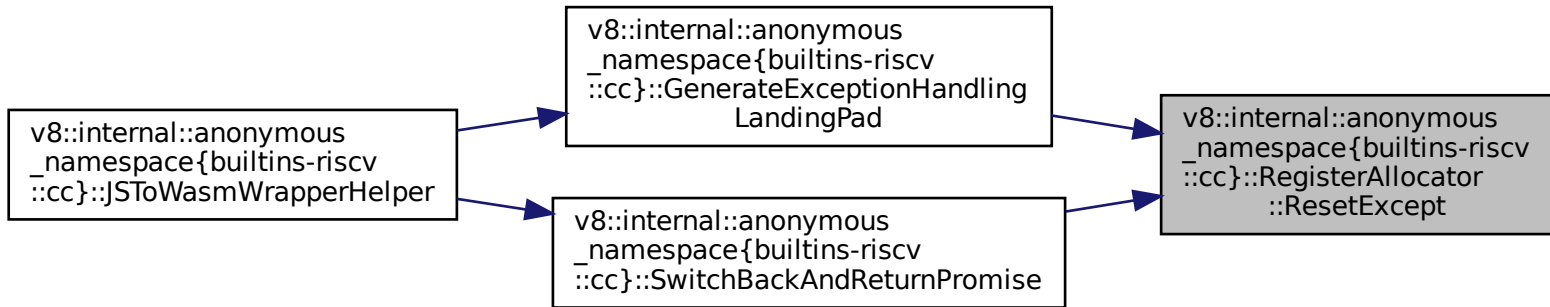 v8::internal::anonymous
_namespace{builtins-riscv
::cc}::JSToWasmWrapperHelper
v8::internal::anonymous
_namespace{builtins-riscv
::cc}::GenerateExceptionHandling
LandingPad
v8::internal::anonymous
_namespace{builtins-riscv
::cc}::SwitchBackAndReturnPromise
v8::internal::anonymous
_namespace{builtins-riscv
::cc}::RegisterAllocator
::ResetExcept